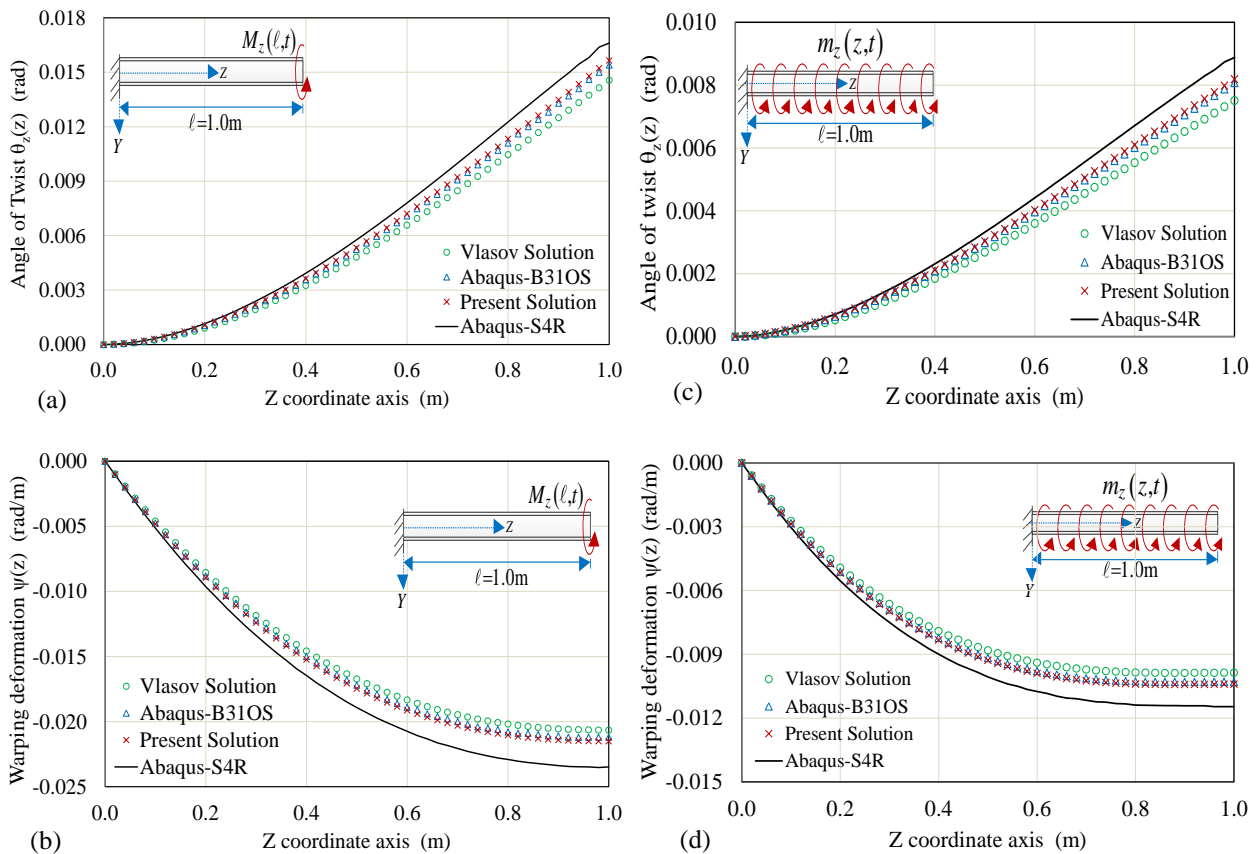 0.018
0.015
0.012
0.009
0.006
0.003
0.000
Angle of Twist θz(z) (rad)
Mz(ℓ,t)
z
ℓ=1.0m
Y
Vlasov Solution
Abaqus-B31OS
Present Solution
Abaqus-S4R
0.0 0.2 0.4 0.6 0.8 1.0
(a)
Z coordinate axis (m)
0.010
0.008
0.006
0.004
0.002
0.000
Angle of twist θz(z) (rad)
mz(z,t)
z
ℓ=1.0m
Y
Vlasov Solution
Abaqus-B31OS
Present Solution
Abaqus-S4R
0.0 0.2 0.4 0.6 0.8 1.0
(c)
Z coordinate axis (m)
0.000
-0.005
-0.010
-0.015
-0.020
-0.025
Warping deformation ψ(z) (rad/m)
Mz(ℓ,t)
z
ℓ=1.0m
Y
Vlasov Solution
Abaqus-B31OS
Present Solution
Abaqus-S4R
0.0 0.2 0.4 0.6 0.8 1.0
(b)
Z coordinate axis (m)
0.000
-0.003
-0.006
-0.009
-0.012
-0.015
Warping deformation ψ(z) (rad/m)
mz(z,t)
z
ℓ=1.0m
Y
Vlasov Solution
Abaqus-B31OS
Present Solution
Abaqus-S4R
0.0 0.2 0.4 0.6 0.8 1.0
(d)
Z coordinate axis (m)